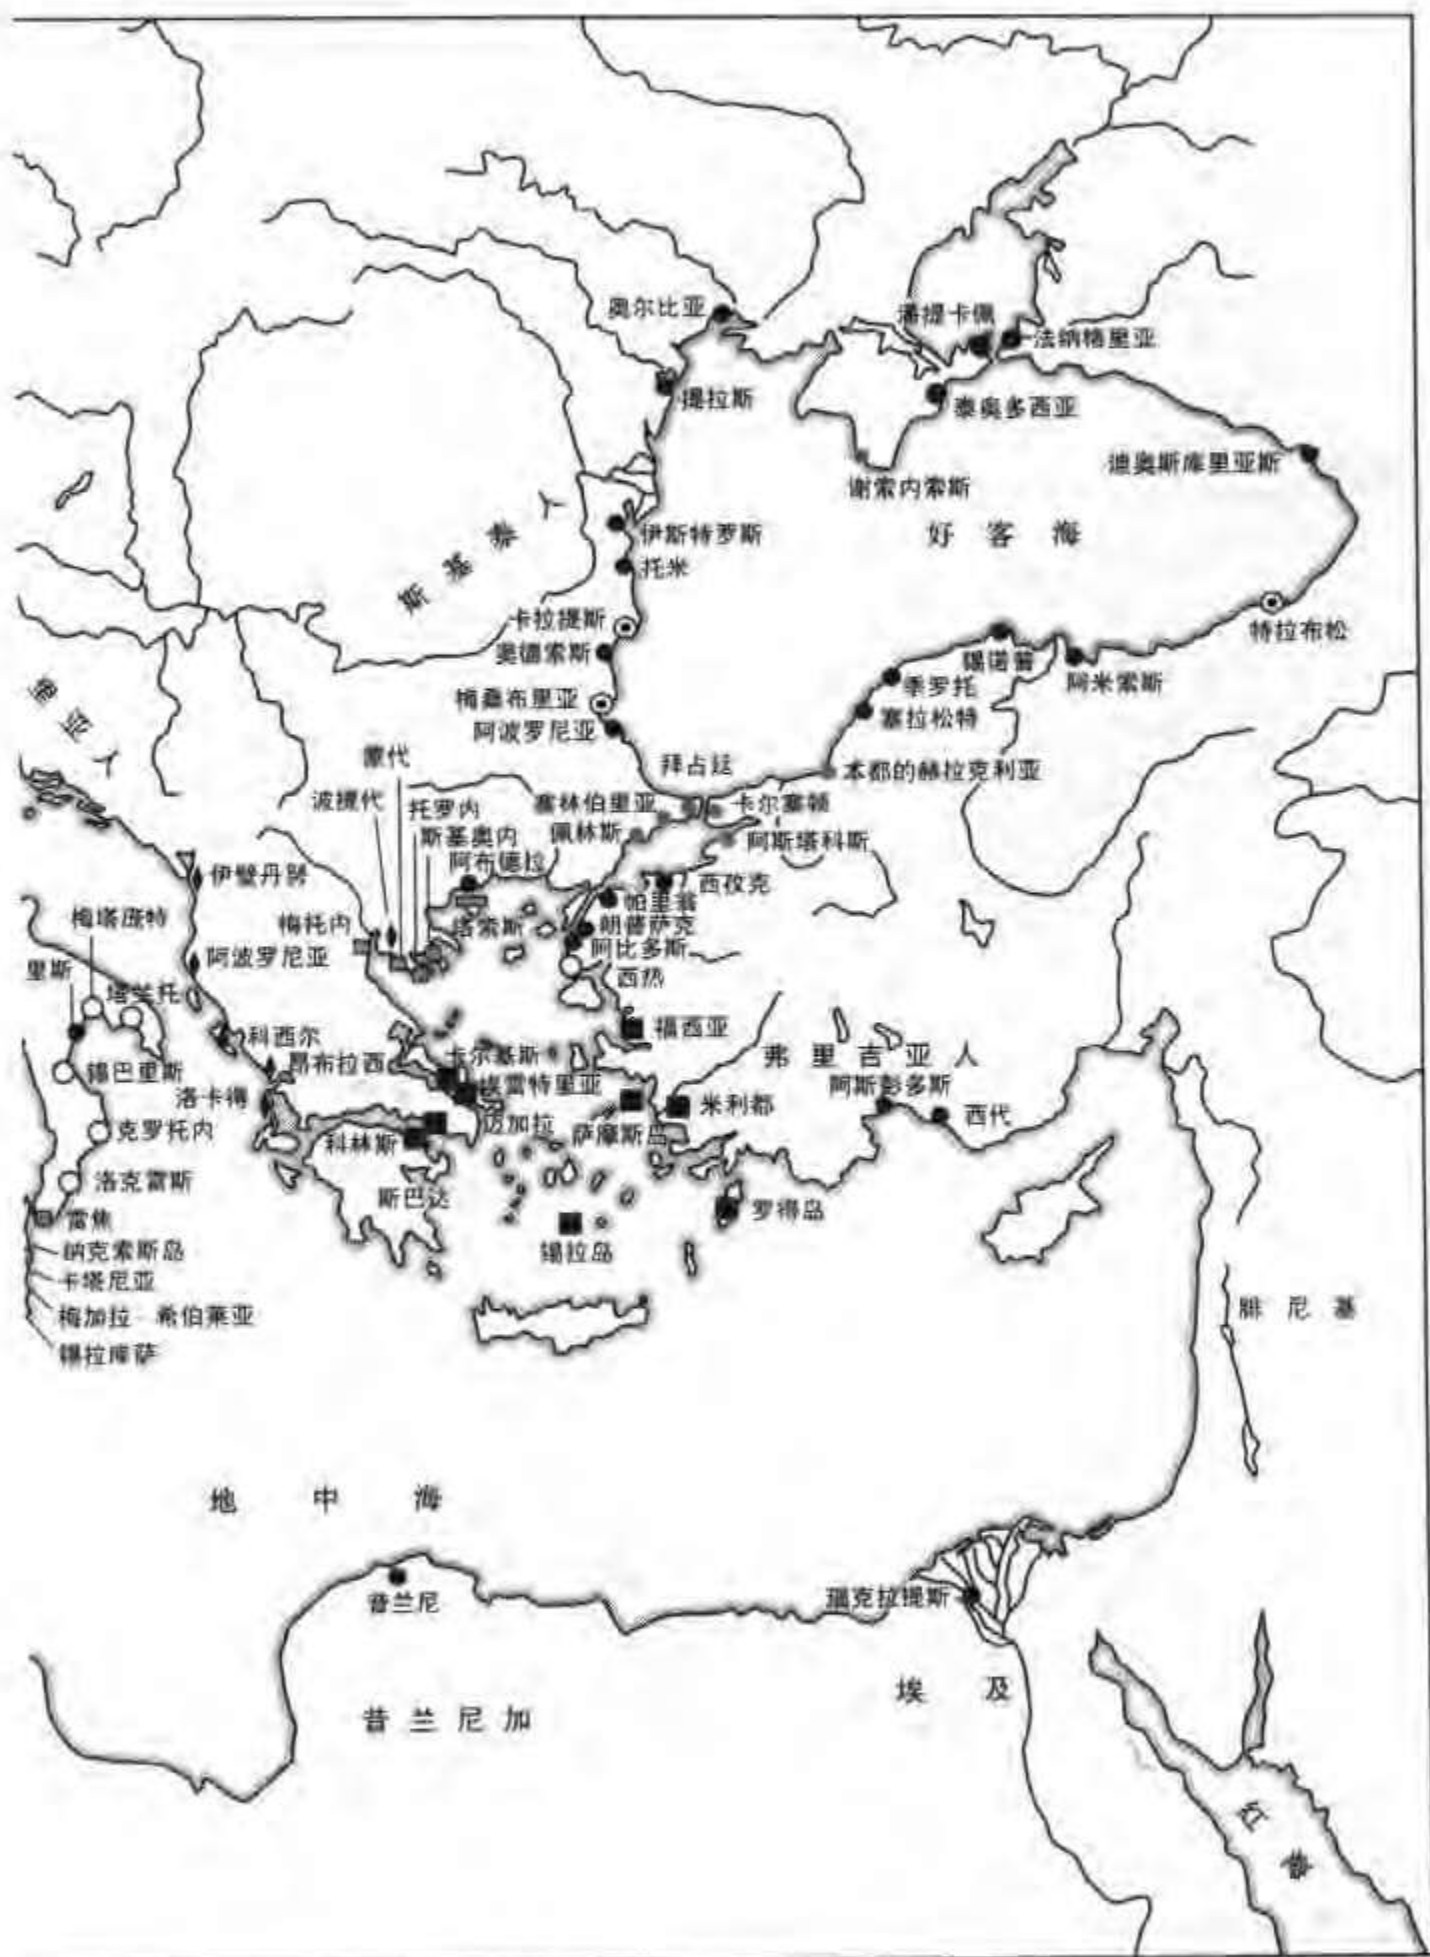 奥尔比亚
潘提卡佩
法纳格里亚
提拉斯
泰奥多西亚
迪奥斯库里亚斯
谢索内索斯
伊斯特罗斯
好客海
斯基泰人
托米
卡拉提斯
特拉布松
奥德索斯
锡诺普
阿米索斯
里亚人
季罗托
梅桑布里亚
塞拉松特
阿波罗尼亚
蒙代
拜占廷
本都的赫拉克利亚
波提代
托罗内
塞林伯里亚
卡尔塞顿
斯基奥内
佩林斯
阿斯塔科斯
阿布德拉
伊壁丹努
西孜克
帕里翁
梅塔庞特
梅托内
塔索斯
朗普萨克
阿比多斯
阿波罗尼亚
里斯
西热
塔兰托
福西亚
科西尔
卡尔基斯
弗里吉亚人
昂布拉西
锡巴里斯
埃雷特里亚
阿斯彭多斯
洛卡得
米利都
西代
迈加拉
克罗托内
萨摩斯岛
科林斯
洛克雷斯
斯巴达
罗得岛
雷焦
锡拉岛
纳克索斯岛
卡塔尼亚
腓尼基
梅加拉·希伯莱亚
锡拉库萨
地中海
昔兰尼
瑙克拉提斯
埃及
昔兰尼加
红海